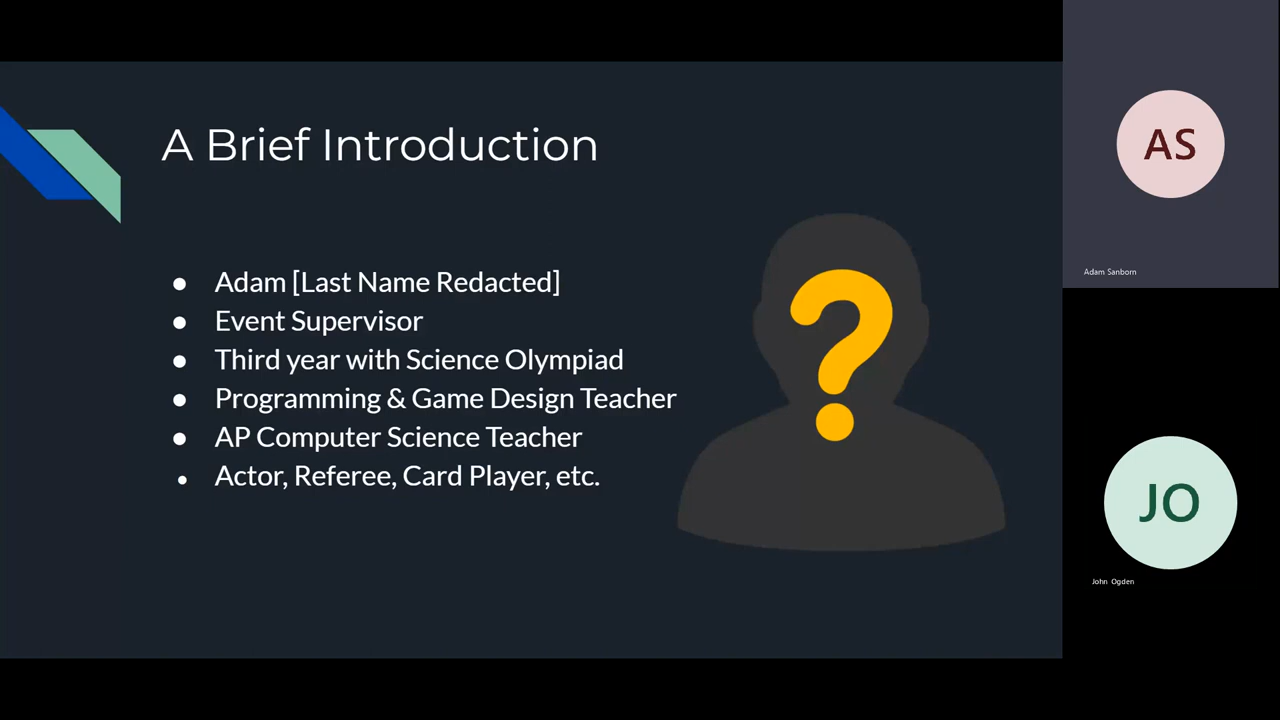 A Brief Introduction
● Adam [Last Name Redacted]
● Event Supervisor
● Third year with Science Olympiad
● Programming & Game Design Teacher
● AP Computer Science Teacher
● Actor, Referee, Card Player, etc.
?
AS
Adam Sanborn
JO
John Ogden